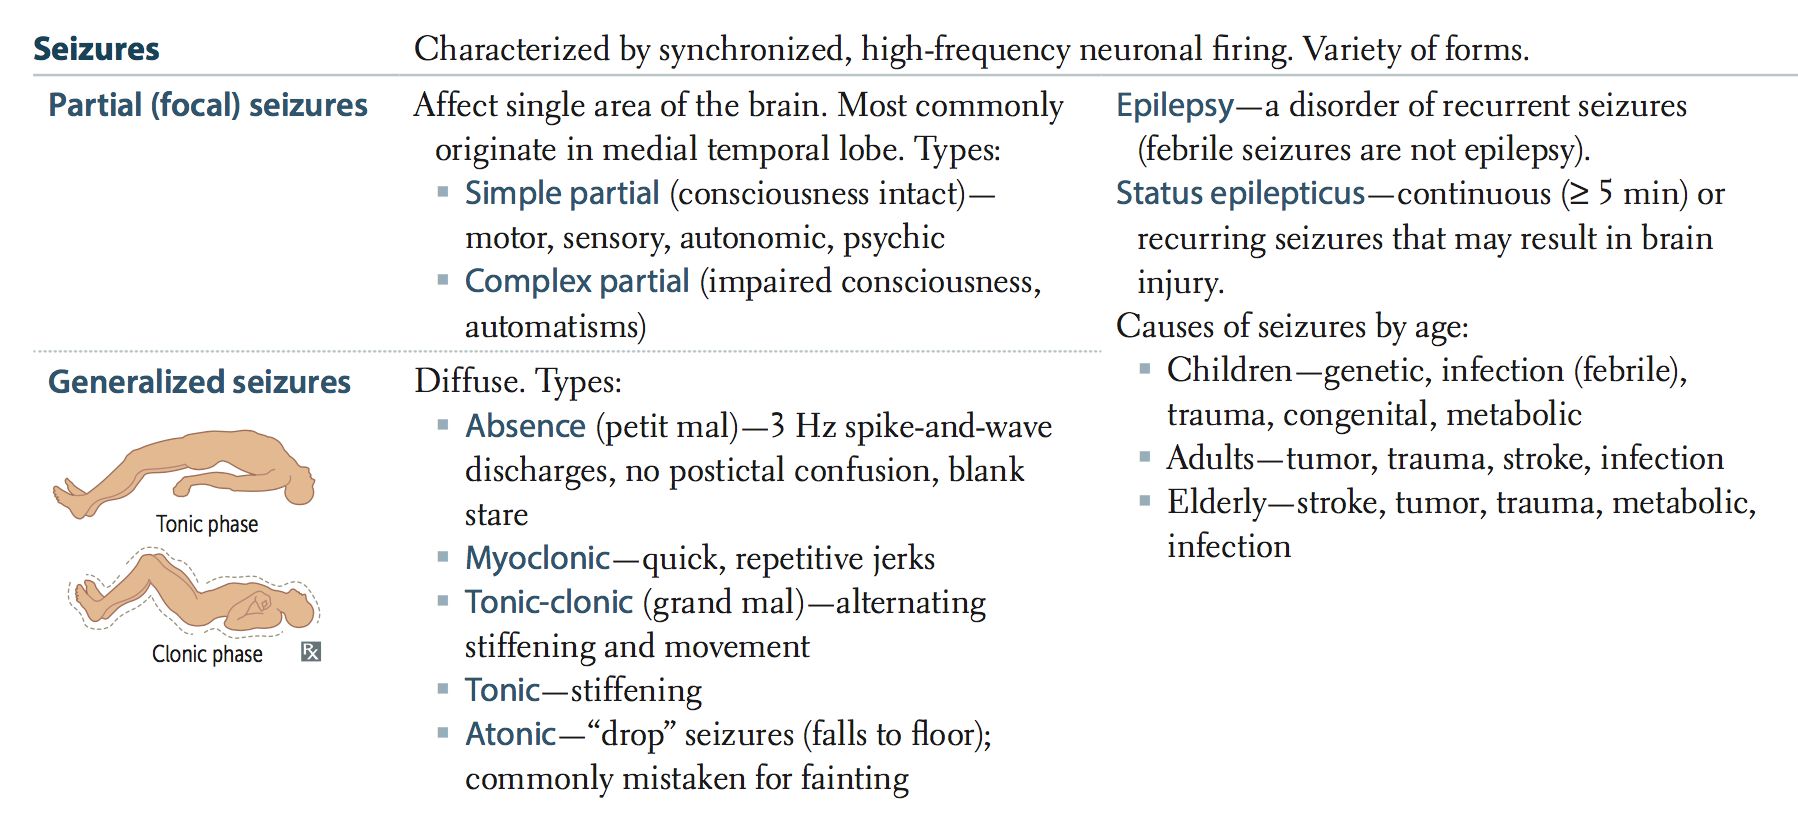 Seizures
Characterized by synchronized, high-frequency neuronal firing. Variety of forms.
Partial (focal) seizures
Affect single area of the brain. Most commonly
originate in medial temporal lobe. Types:
▪ Simple partial (consciousness intact)—
motor, sensory, autonomic, psychic
▪ Complex partial (impaired consciousness,
automatisms)
Epilepsy—a disorder of recurrent seizures
(febrile seizures are not epilepsy).
Status epilepticus—continuous (≥ 5 min) or
recurring seizures that may result in brain
injury.
Causes of seizures by age:
▪ Children—genetic, infection (febrile),
trauma, congenital, metabolic
▪ Adults—tumor, trauma, stroke, infection
▪ Elderly—stroke, tumor, trauma, metabolic,
infection
Generalized seizures
Tonic phase
Clonic phase
Rx
Diffuse. Types:
▪ Absence (petit mal)—3 Hz spike-and-wave
discharges, no postictal confusion, blank
stare
▪ Myoclonic—quick, repetitive jerks
▪ Tonic-clonic (grand mal)—alternating
stiffening and movement
▪ Tonic—stiffening
▪ Atonic—“drop” seizures (falls to floor);
commonly mistaken for fainting